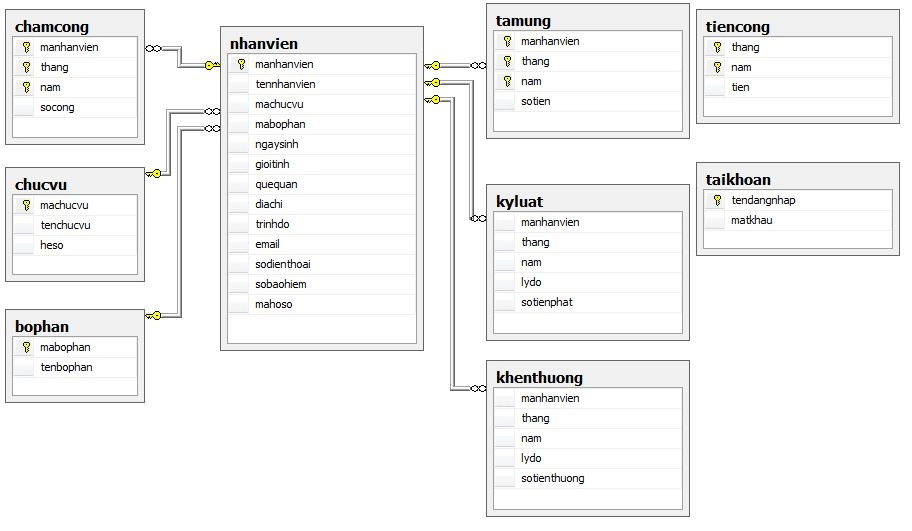 chamcong
manhanvien
thang
nam
socong
chucvu
machucvu
tenchucvu
heso
bophan
mabophan
tenbophan
nhanvien
manhanvien
tennhanvien
machucvu
mabophan
ngaysinh
gioitinh
quequan
diachi
trinhdo
email
sodienthoai
sobaohiem
mahoso
tamung
manhanvien
thang
nam
sotien
kyluat
manhanvien
thang
nam
lydo
sotienphat
khenthuong
manhanvien
thang
nam
lydo
sotienthuong
tiencong
thang
nam
tien
taikhoan
tendangnhap
matkhau